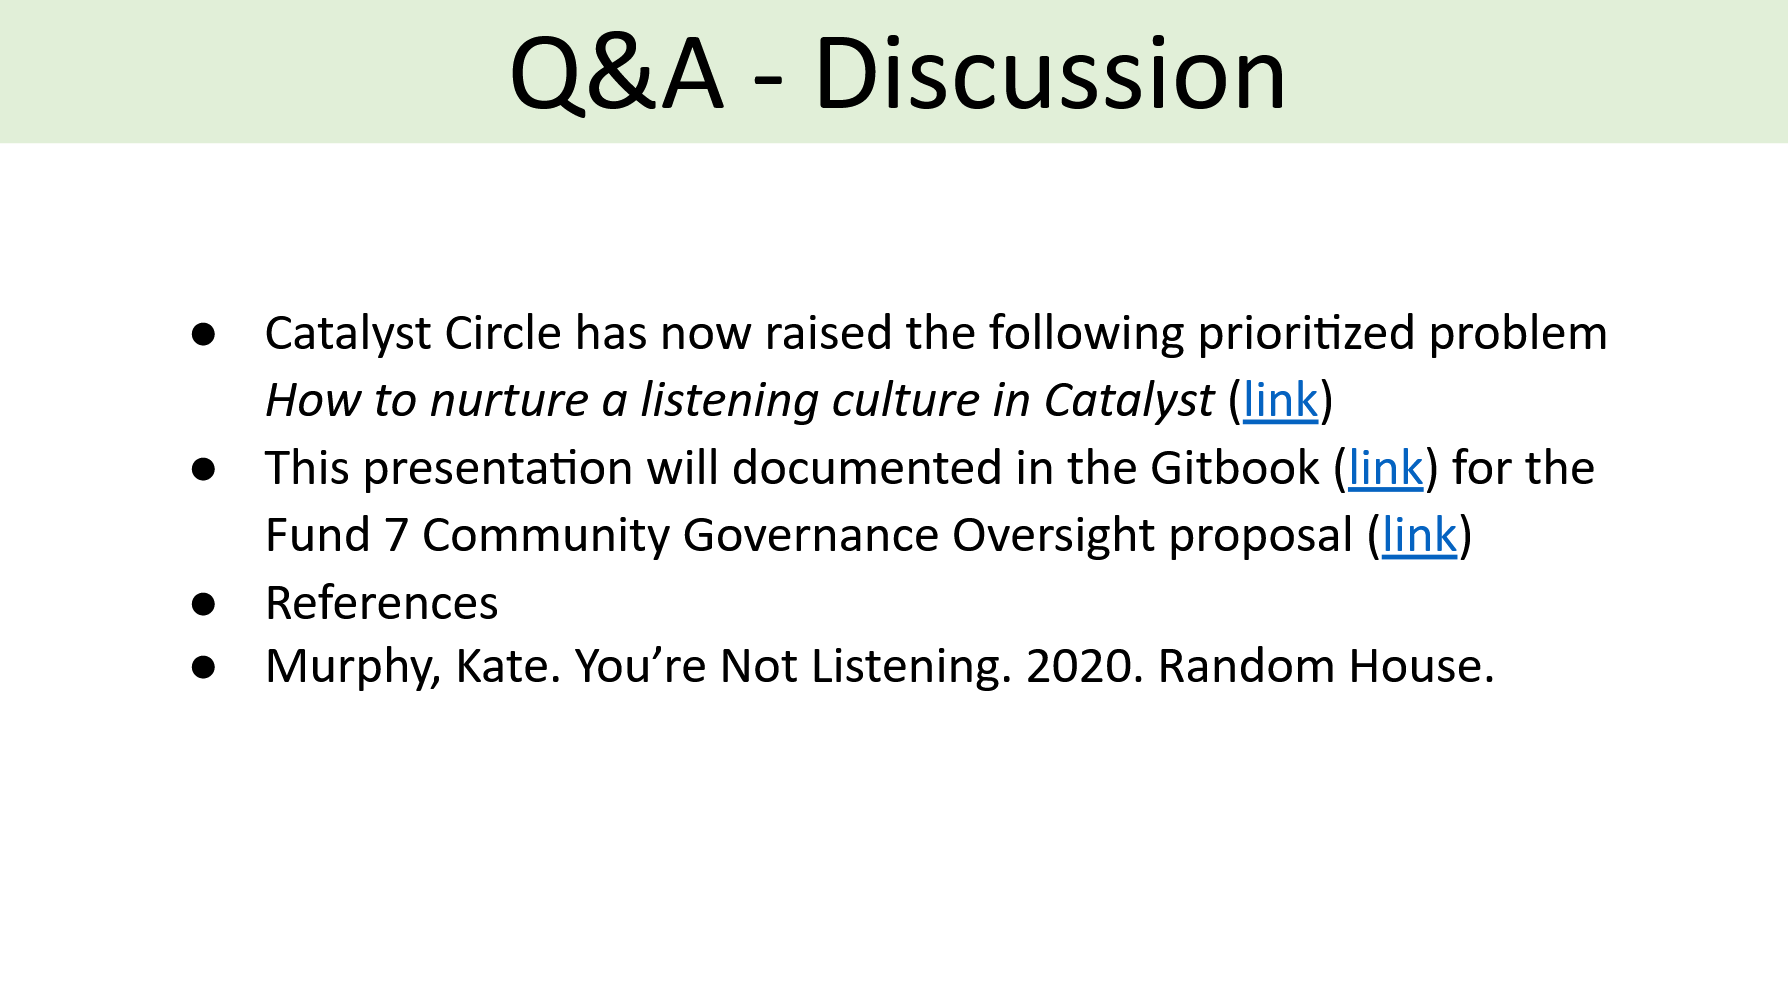 Q&A - Discussion
● Catalyst Circle has now raised the following prioritized problem
How to nurture a listening culture in Catalyst (link)
● This presentation will documented in the Gitbook (link) for the
Fund 7 Community Governance Oversight proposal (link)
● References
● Murphy, Kate. You’re Not Listening. 2020. Random House.